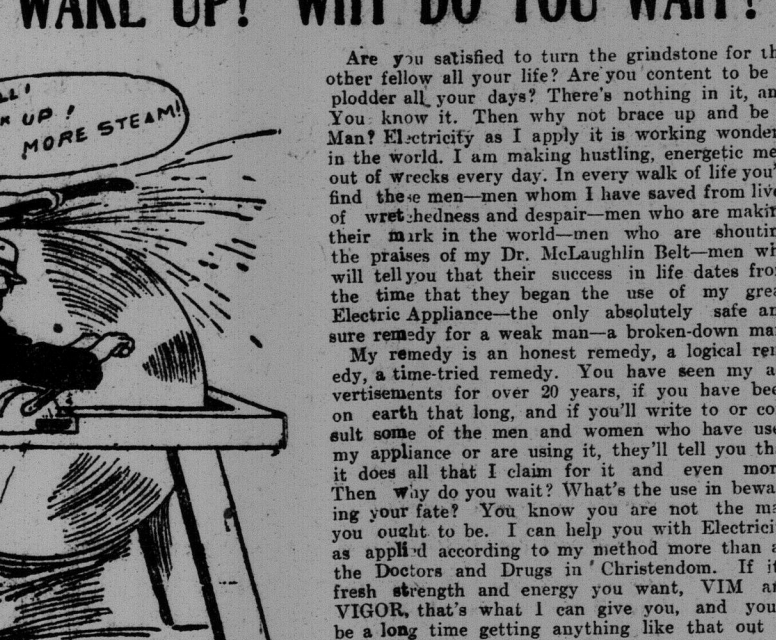 WAKE UP! WHY DO YOU WAIT?
UP!
MORE STEAM!
Are you satisfied to turn the grindstone for th
other fellow all your life? Are you content to be
plodder all your days? There's nothing in it, an
You know it. Then why not brace up and be
Man? Electricity as I apply it is working wonder
in the world. I am making hustling, energetic me
out of wrecks every day. In every walk of life you'
find these men—men whom I have saved from live
of wretchedness and despair—men who are makin
their mark in the world—men who are shoutin
the praises of my Dr. McLaughlin Belt—men wh
will tell you that their success in life dates fro
the time that they began the use of my grea
Electric Appliance—the only absolutely safe an
sure remedy for a weak man—a broken-down ma
My remedy is an honest remedy, a logical rem
edy, a time-tried remedy. You have seen my a
vertisements for over 20 years, if you have bee
on earth that long, and if you'll write to or co
sult some of the men and women who have use
my appliance or are using it, they'll tell you th
it does all that I claim for it and even mor
Then why do you wait? What's the use in bewa
ing your fate? You know you are not the ma
you ought to be. I can help you with Electrici
as applied according to my method more than a
the Doctors and Drugs in Christendom. If it
fresh strength and energy you want, VIM an
VIGOR, that's what I can give you, and you
be a long time getting anything like that out